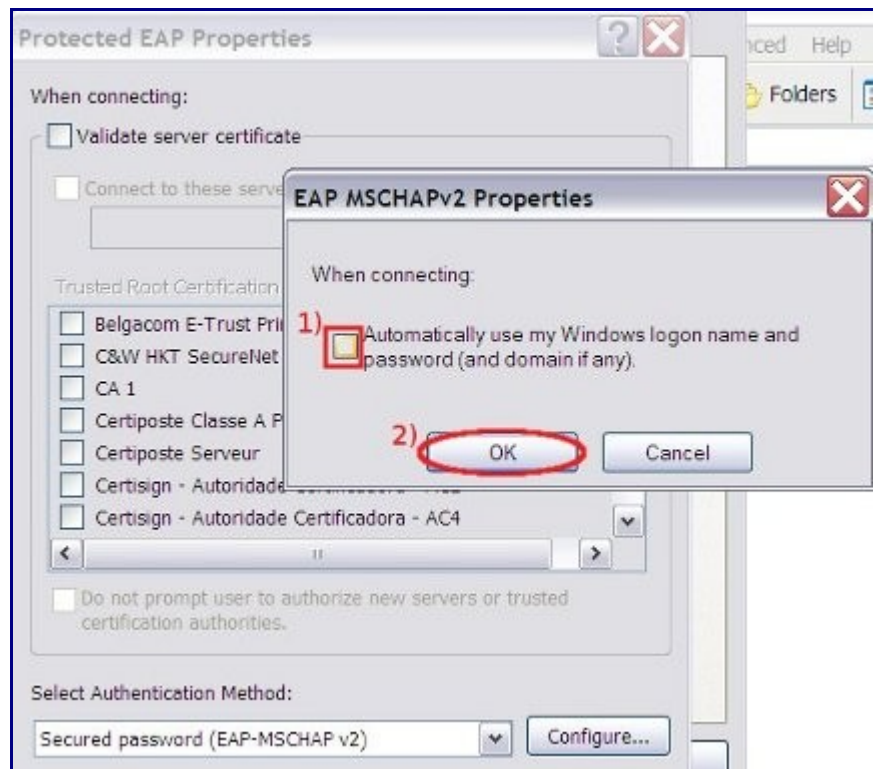 Protected EAP Properties
nced Help
Folders
When connecting:
Validate server certificate
Connect to these serve
Trusted Root Certification
Belgacom E-Trust Pri
C&W HKT SecureNet
CA 1
Certiposte Classe A P
Certiposte Serveur
Certisign - Autoridade
Certisign - Autoridade Certificadora - AC4
Do not prompt user to authorize new servers or trusted
certification authorities.
Select Authentication Method:
Secured password (EAP-MSCHAP v2)
Configure...
EAP MSCHAPv2 Properties
When connecting:
1)
Automatically use my Windows logon name and
password (and domain if any).
2)
OK
Cancel